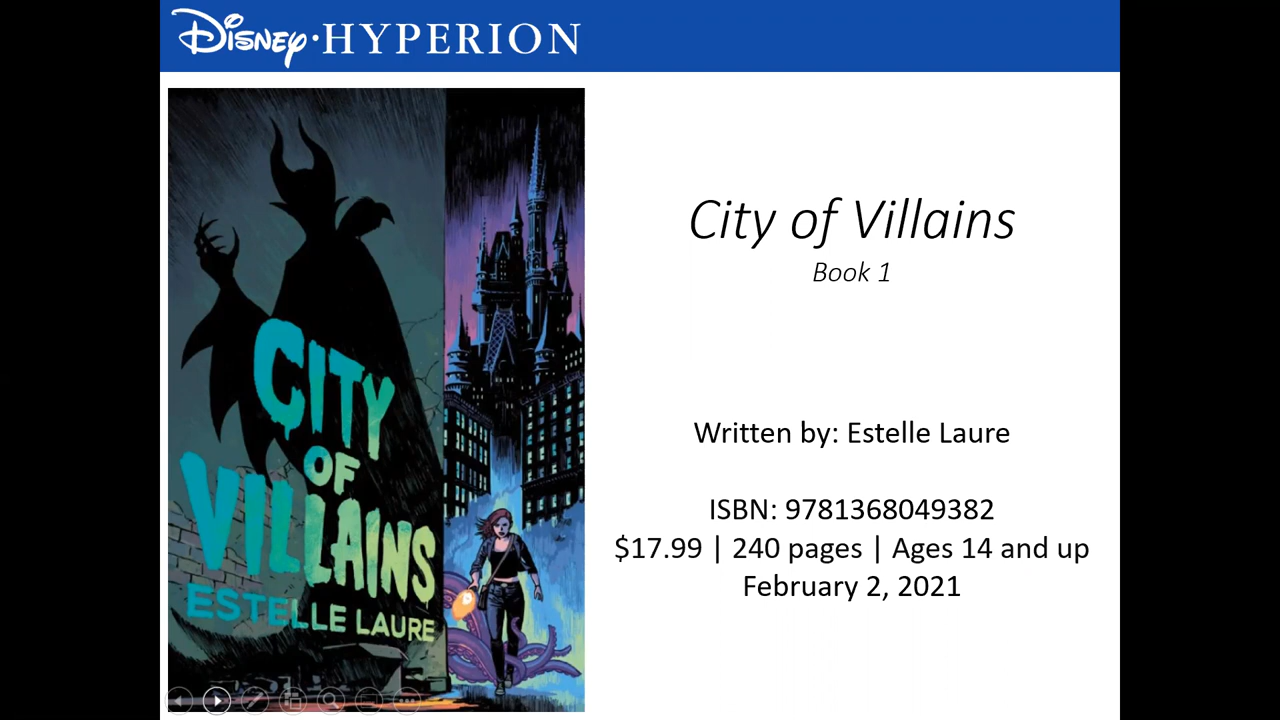 Disney·HYPERION
CITY
OF
VILLAINS
ESTELLE LAURE
City of Villains
Book 1
Written by: Estelle Laure
ISBN: 9781368049382
$17.99 | 240 pages | Ages 14 and up
February 2, 2021